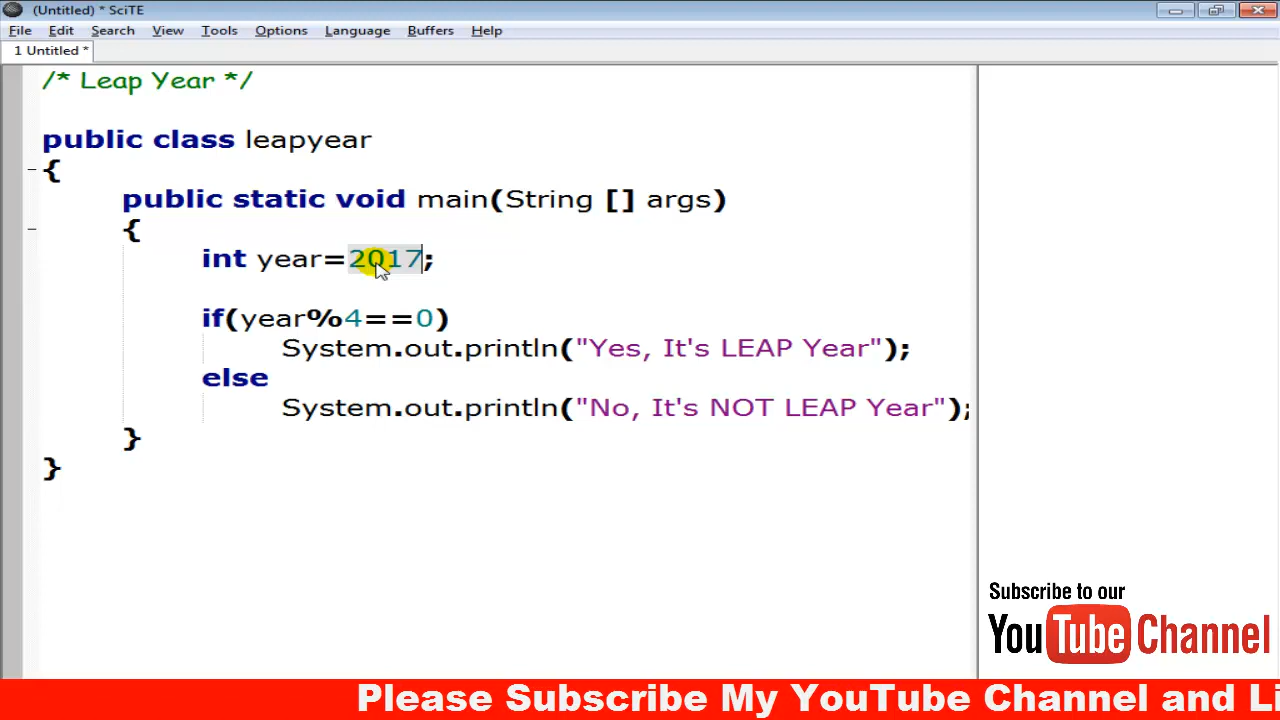 (Untitled) * SciTE
File Edit Search View Tools Options Language Buffers Help
1 Untitled *
/* Leap Year */
public class leapyear
{
public static void main(String [] args)
{
int year=2017;
if(year%4==0)
System.out.println("Yes, It's LEAP Year");
else
System.out.println("No, It's NOT LEAP Year");
}
}
Subscribe to our
YouTube Channel
Please Subscribe My YouTube Channel and Li